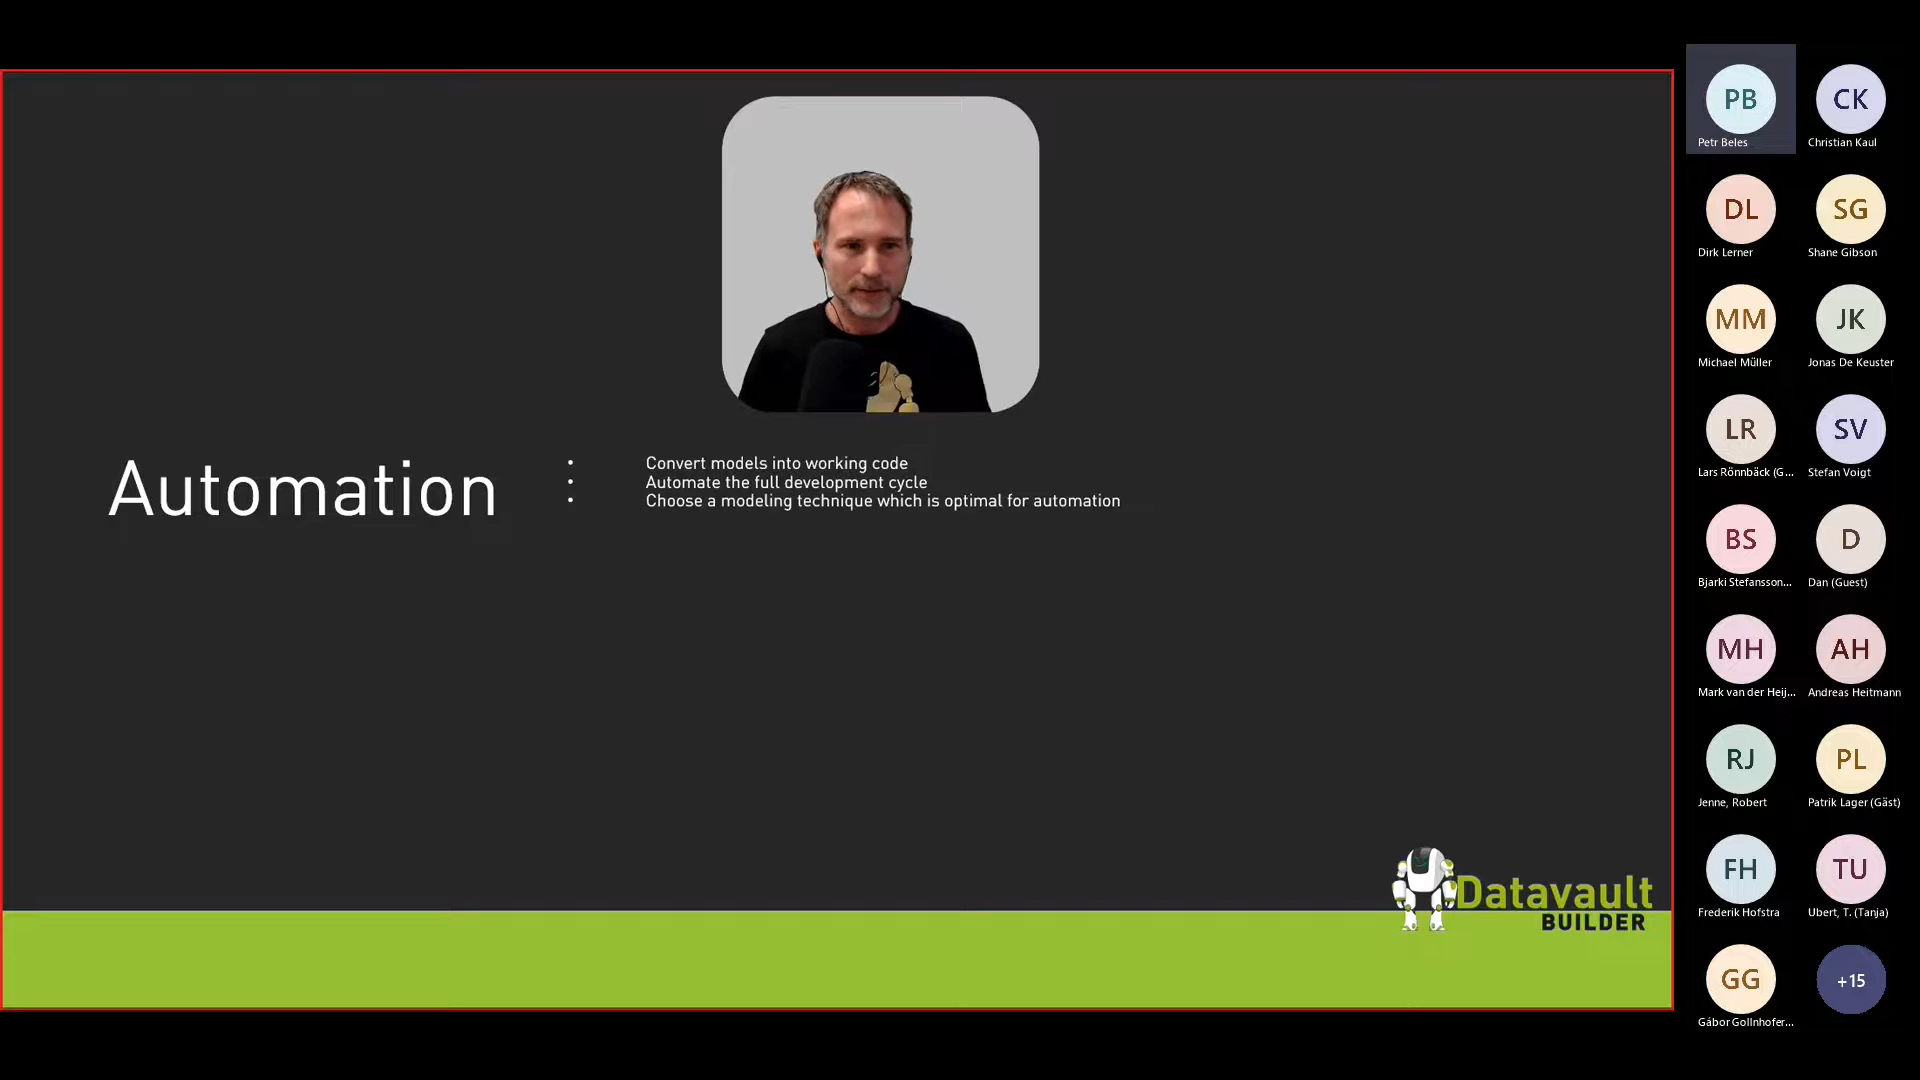 Automation
• Convert models into working code
• Automate the full development cycle
• Choose a modeling technique which is optimal for automation
Datavault
BUILDER
PB
Petr Beles
CK
Christian Kaul
DL
Dirk Lerner
SG
Shane Gibson
MM
Michael Müller
JK
Jonas De Keuster
LR
Lars Rönnbäck (G...
SV
Stefan Voigt
BS
Bjarki Stefansson...
D
Dan (Guest)
MH
Mark van der Heij...
AH
Andreas Heitmann
RJ
Jenne, Robert
PL
Patrik Lager (Gäst)
FH
Frederik Hofstra
TU
Ubert, T. (Tanja)
GG
Gábor Gollnhofer...
+15